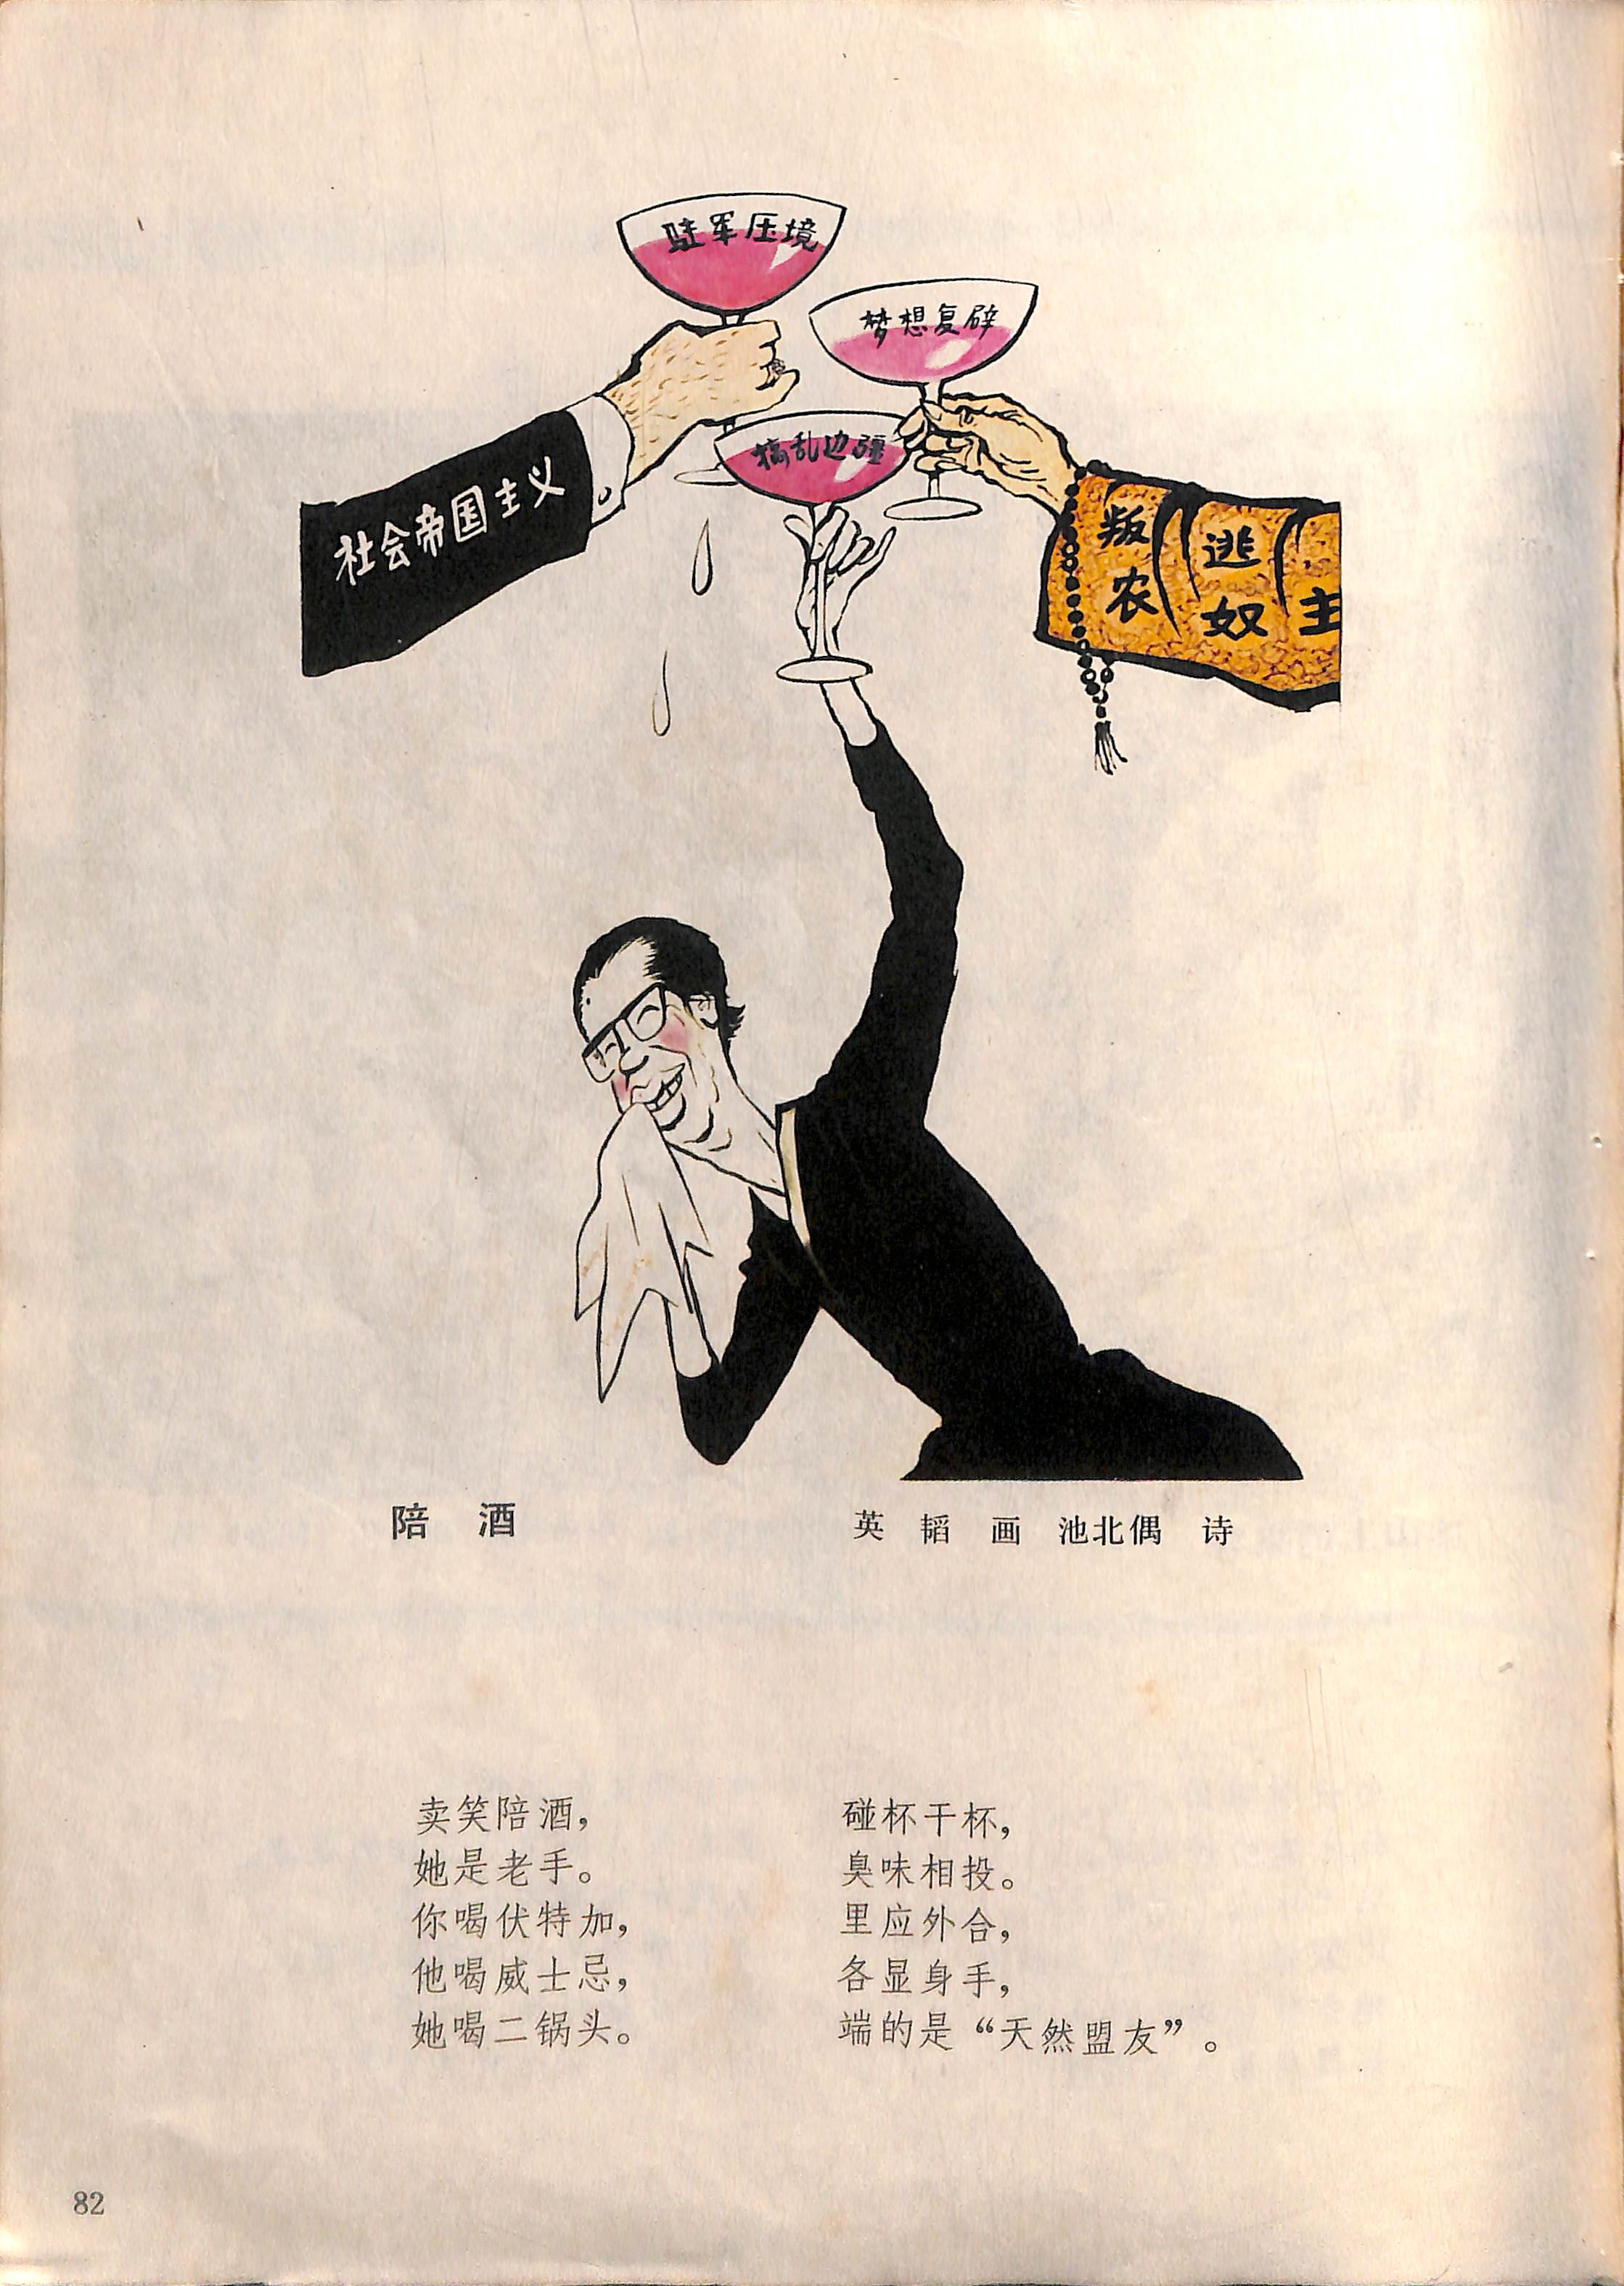 驻军压境
梦想复辟
搞乱边疆
社会帝国主义
叛逃
农奴主
陪 酒
英 韬 画 池北偶 诗
卖笑陪酒，
她是老手。
你喝伏特加，
他喝威士忌，
她喝二锅头。
碰杯干杯，
臭味相投。
里应外合，
各显身手，
端的是“天然盟友”。
82